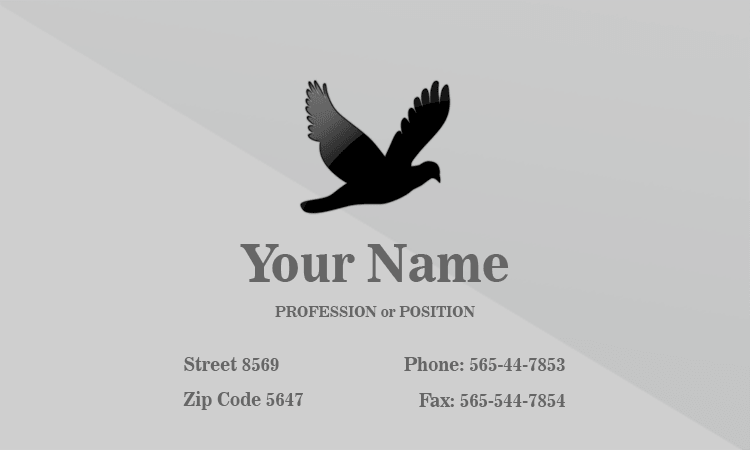 Your Name
PROFESSION or POSITION
Street 8569
Phone: 565-44-7853
Zip Code 5647
Fax: 565-544-7854